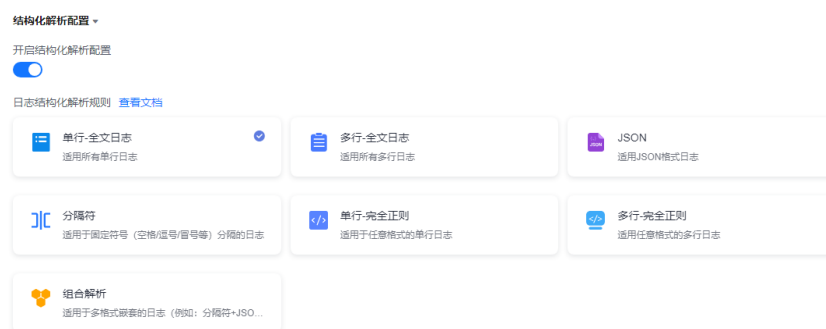 结构化解析配置
开启结构化解析配置
日志结构化解析规则 查看文档
单行-全文日志
适用所有单行日志
多行-全文日志
适用所有多行日志
JSON
JSON
适用JSON格式日志
分隔符
适用于固定符号（空格/逗号/冒号等）分隔的日志
单行-完全正则
适用于任意格式的单行日志
多行-完全正则
适用任意格式的多行日志
组合解析
适用于多格式嵌套的日志（例如：分隔符+JSO...